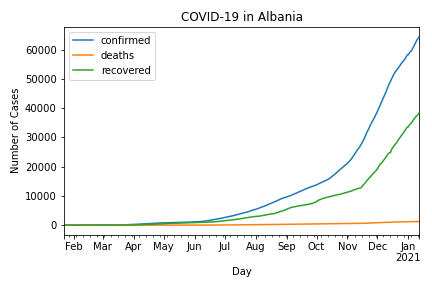 COVID-19 in Albania
confirmed
deaths
recovered
Number of Cases
60000
50000
40000
30000
20000
10000
0
Feb Mar Apr May Jun Jul Aug Sep Oct Nov Dec Jan
2021
Day